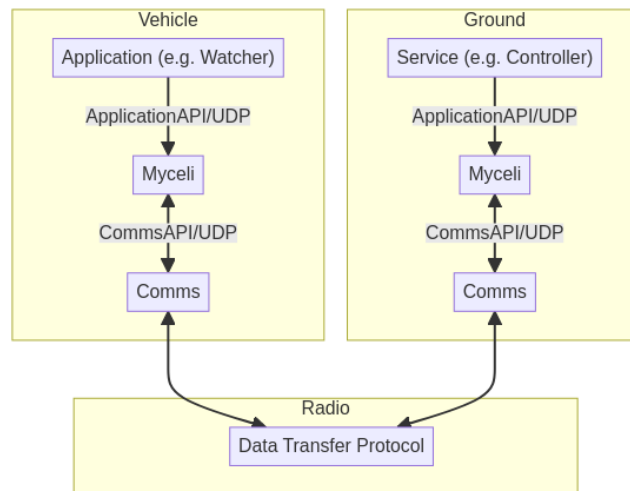 Vehicle
Application (e.g. Watcher)
ApplicationAPI/UDP
Myceli
CommsAPI/UDP
Comms
Ground
Service (e.g. Controller)
ApplicationAPI/UDP
Myceli
CommsAPI/UDP
Comms
Radio
Data Transfer Protocol